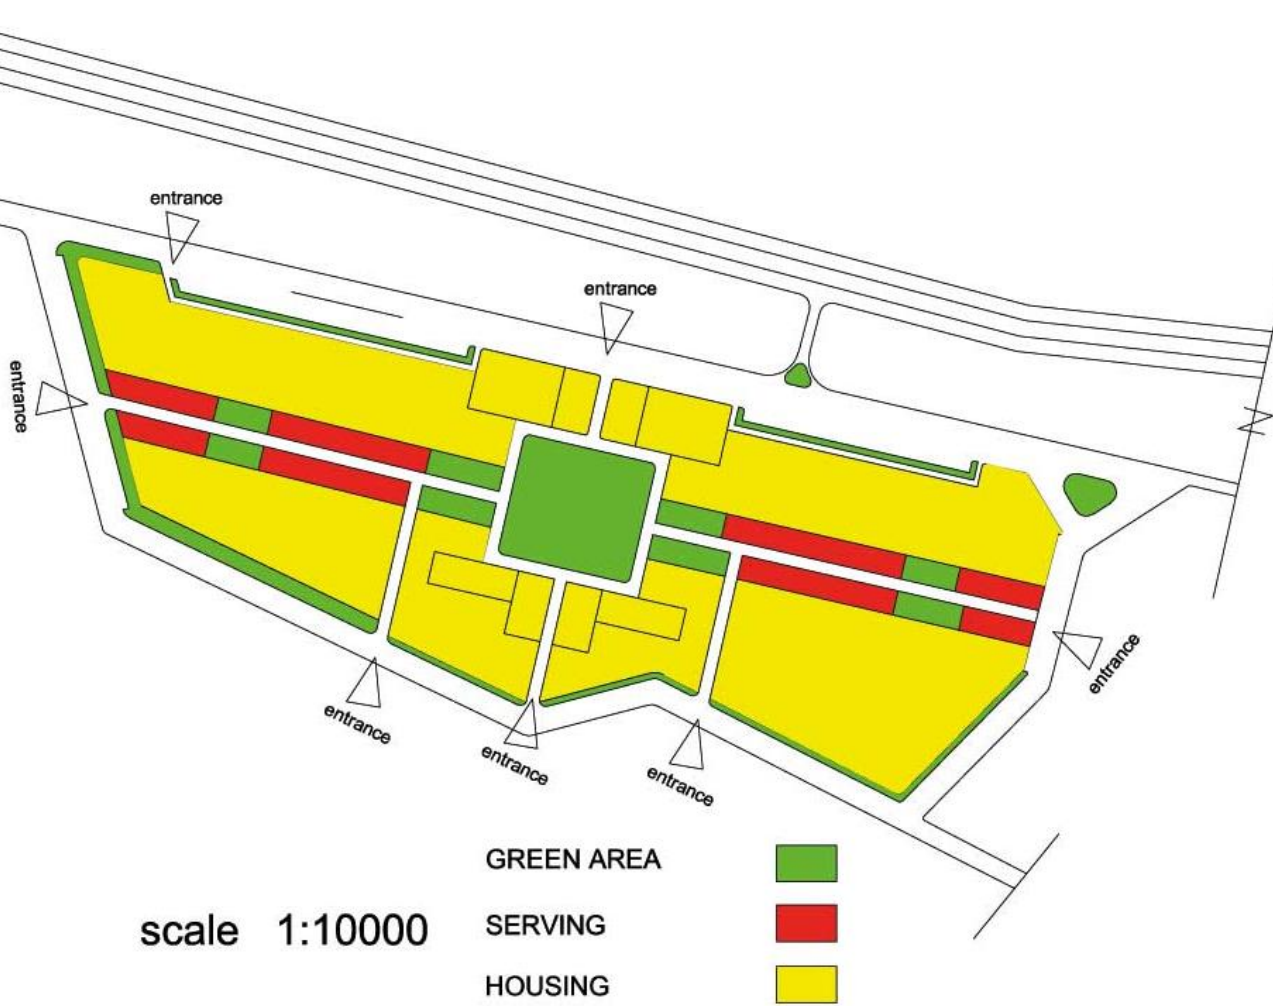 entrance
entrance
entrance
entrance
entrance
entrance
entrance
GREEN AREA
scale 1:10000
SERVING
HOUSING